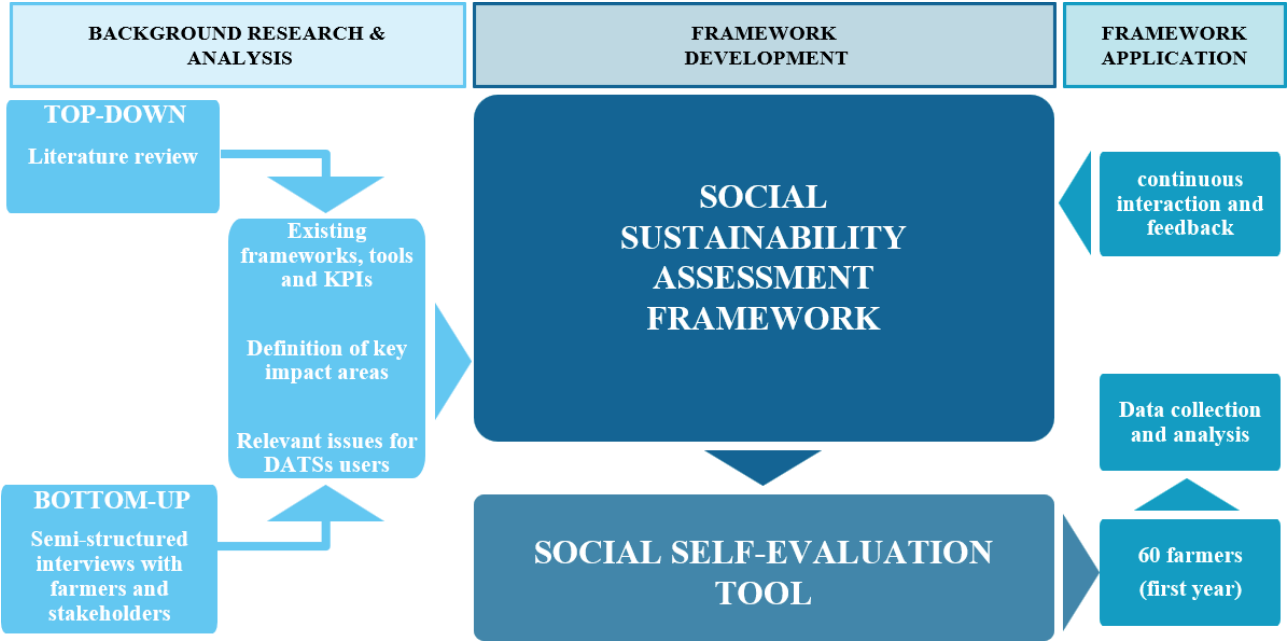 BACKGROUND RESEARCH &
ANALYSIS
FRAMEWORK
DEVELOPMENT
FRAMEWORK
APPLICATION
TOP-DOWN
Literature review
Existing
frameworks, tools
and KPIs
Definition of key
impact areas
Relevant issues for
DATSs users
BOTTOM-UP
Semi-structured
interviews with
farmers and
stakeholders
SOCIAL
SUSTAINABILITY
ASSESSMENT
FRAMEWORK
SOCIAL SELF-EVALUATION
TOOL
continuous
interaction and
feedback
Data collection
and analysis
60 farmers
(first year)